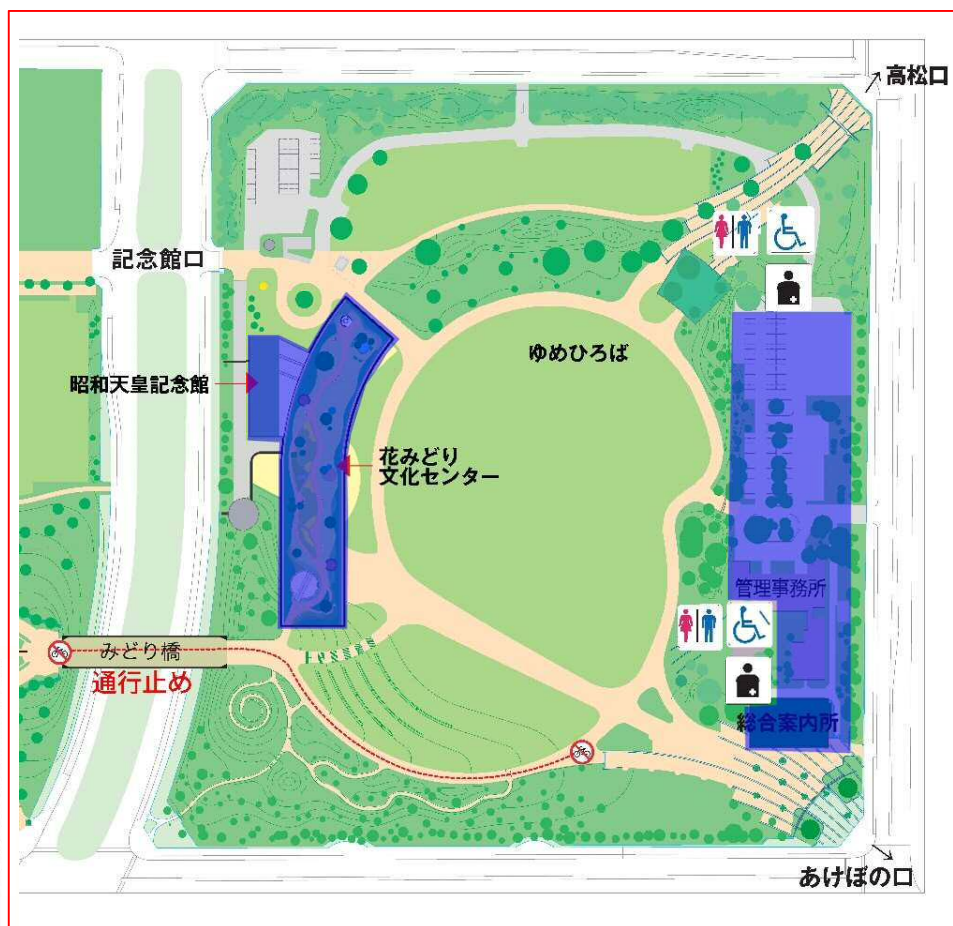 高松口
記念館口
ゆめひろば
昭和天皇記念館
花みどり
文化センター
管理事務所
みどり橋
通行止め
総合案内所
あけぼの口